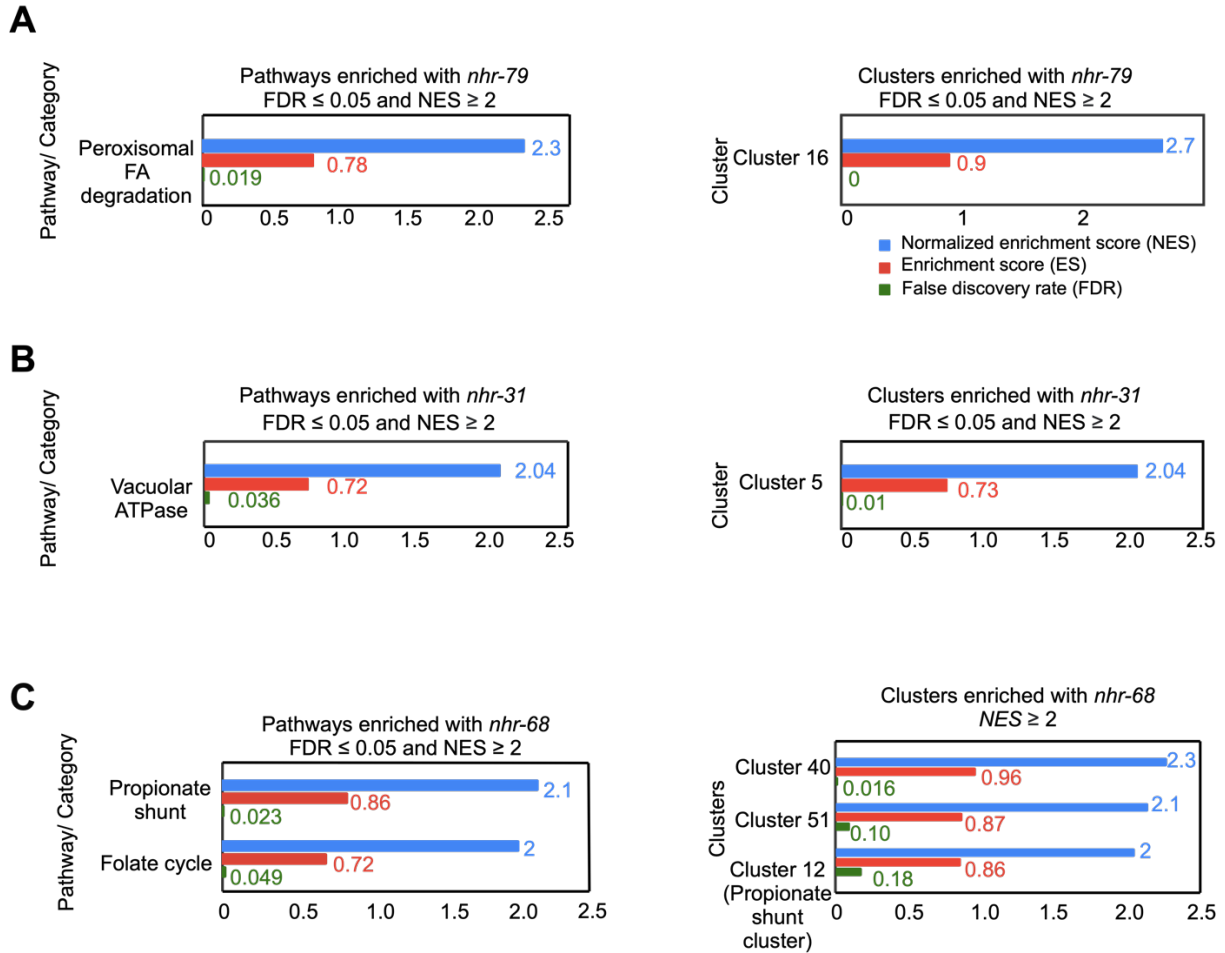 A
Pathways enriched with nhr-79
FDR ≤ 0.05 and NES ≥ 2
Pathway/ Category
Peroxisomal
FA
degradation
2.3
0.78
0.019
0 0.5 1.0 1.5 2.0 2.5
Clusters enriched with nhr-79
FDR ≤ 0.05 and NES ≥ 2
Cluster
Cluster 16
2.7
0.9
0
0 1 2
Normalized enrichment score (NES)
Enrichment score (ES)
False discovery rate (FDR)
B
Pathways enriched with nhr-31
FDR ≤ 0.05 and NES ≥ 2
Pathway/ Category
Vacuolar
ATPase
2.04
0.72
0.036
0 0.5 1.0 1.5 2.0 2.5
Clusters enriched with nhr-31
FDR ≤ 0.05 and NES ≥ 2
Cluster
Cluster 5
2.04
0.73
0.01
0 0.5 1.0 1.5 2.0 2.5
C
Pathways enriched with nhr-68
FDR ≤ 0.05 and NES ≥ 2
Pathway/ Category
Propionate
shunt
2.1
0.86
0.023
Folate cycle
2
0.72
0.049
0 0.5 1.0 1.5 2.0 2.5
Clusters enriched with nhr-68
NES ≥ 2
Clusters
Cluster 40
2.3
0.96
0.016
Cluster 51
2.1
0.87
0.10
Cluster 12
(Propionate
shunt
cluster)
2
0.86
0.18
0 0.5 1.0 1.5 2.0 2.5